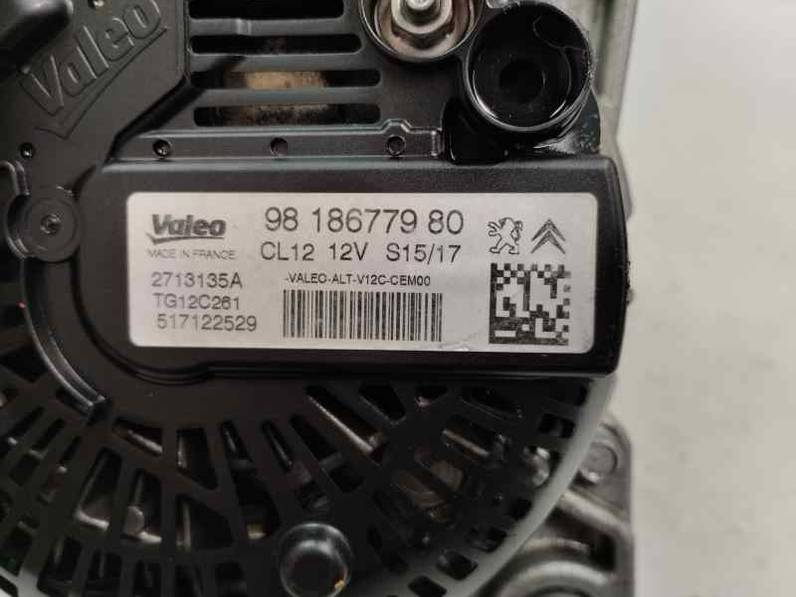 Valeo
Valeo 98 186779 80
MADE IN FRANCE CL12 12V S15/17
2713135A -VALEO-ALT-V12C-CEM00
TG12C261
517122529